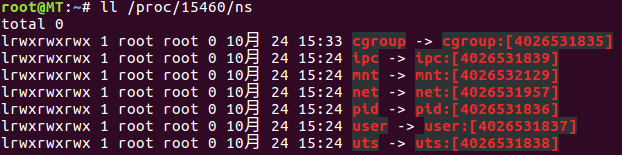 root@MT:~# ll /proc/15460/ns
total 0
lrwxrwxrwx 1 root root 0 10月 24 15:33 cgroup -> cgroup:[4026531835]
lrwxrwxrwx 1 root root 0 10月 24 15:24 ipc -> ipc:[4026531839]
lrwxrwxrwx 1 root root 0 10月 24 15:24 mnt -> mnt:[4026532129]
lrwxrwxrwx 1 root root 0 10月 24 15:24 net -> net:[4026531957]
lrwxrwxrwx 1 root root 0 10月 24 15:24 pid -> pid:[4026531836]
lrwxrwxrwx 1 root root 0 10月 24 15:24 user -> user:[4026531837]
lrwxrwxrwx 1 root root 0 10月 24 15:24 uts -> uts:[4026531838]